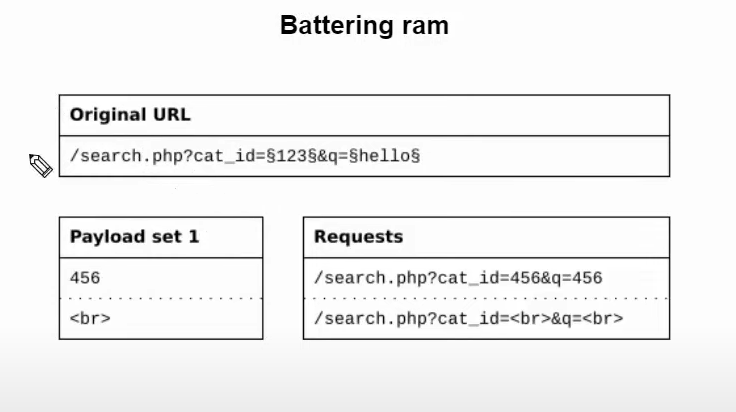 Battering ram
Original URL
/search.php?cat_id=§123§&q=§hello§
Payload set 1
456
<br>
Requests
/search.php?cat_id=456&q=456
/search.php?cat_id=<br>&q=<br>